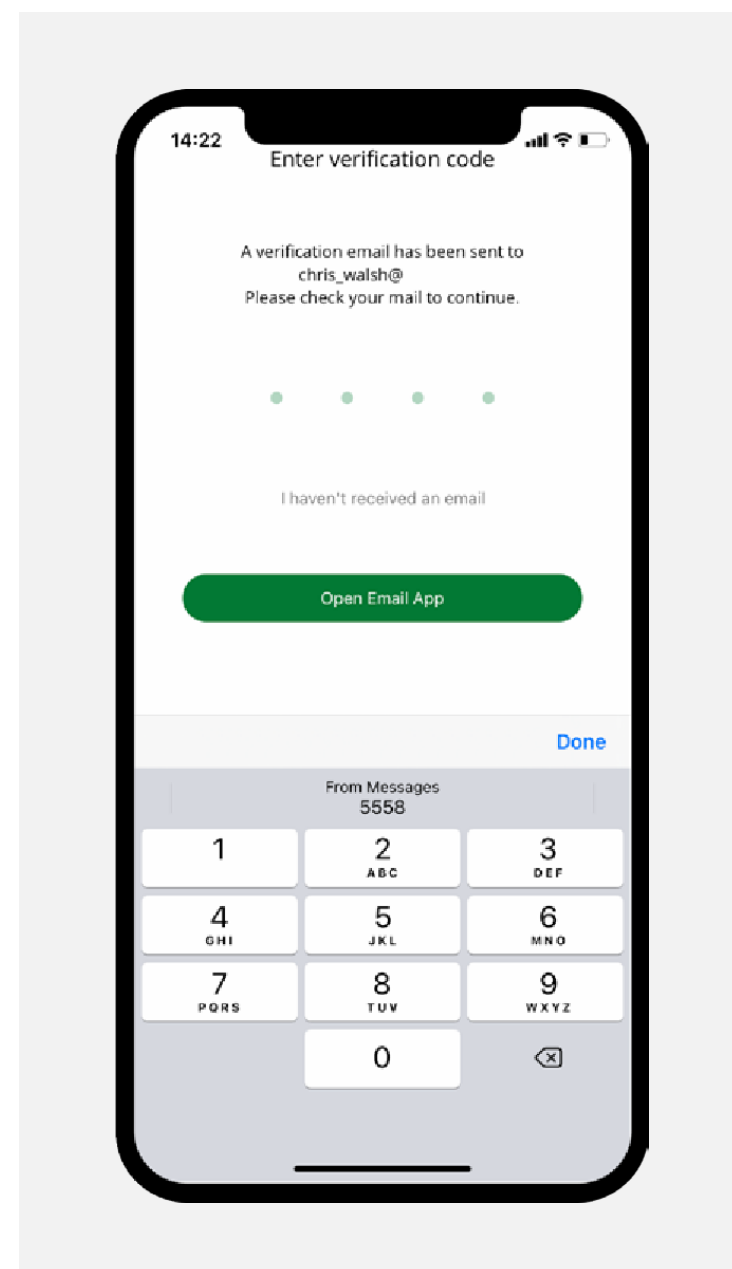 14:22
Enter verification code
A verification email has been sent to
chris_walsh@
Please check your mail to continue.
I haven't received an email
Open Email App
Done
From Messages
5558
1
2
ABC
3
DEF
4
GHI
5
JKL
6
MNO
7
PQRS
8
TUV
9
WXYZ
0